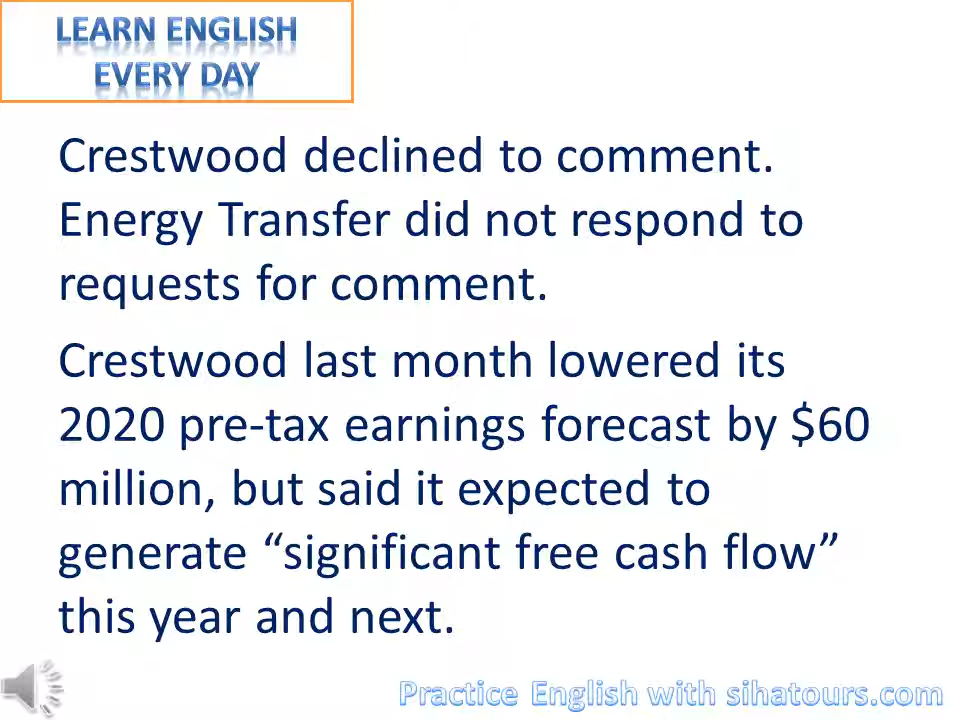 LEARN ENGLISH
EVERY DAY
Crestwood declined to comment.
Energy Transfer did not respond to
requests for comment.
Crestwood last month lowered its
2020 pre-tax earnings forecast by $60
million, but said it expected to
generate “significant free cash flow”
this year and next.
Practice English with sihatours.com